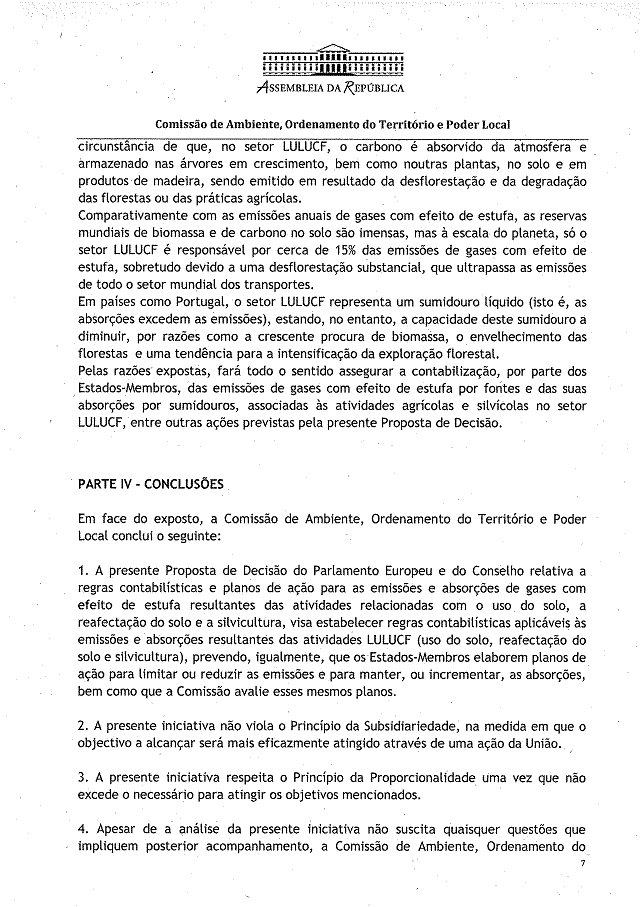 ASSEMBLEIA DA REPÚBLICA
Comissão de Ambiente, Ordenamento do Território e Poder Local
circunstância de que, no setor LULUCF, o carbono é absorvido da atmosfera e
armazenado nas árvores em crescimento, bem como noutras plantas, no solo e em
produtos de madeira, sendo emitido em resultado da desflorestação e da degradação
das florestas ou das práticas agrícolas.
Comparativamente com as emissões anuais de gases com efeito de estufa, as reservas
mundiais de biomassa e de carbono no solo são imensas, mas à escala do planeta, só o
setor LULUCF é responsável por cerca de 15% das emissões de gases com efeito de
estufa, sobretudo devido a uma desflorestação substancial, que ultrapassa as emissões
de todo o setor mundial dos transportes.
Em países como Portugal, o setor LULUCF representa um sumidouro líquido (isto é, as
absorções excedem as emissões), estando, no entanto, a capacidade deste sumidouro a
diminuir, por razões como a crescente procura de biomassa, o envelhecimento das
florestas e uma tendência para a intensificação da exploração florestal.
Pelas razões expostas, fará todo o sentido assegurar a contabilização, por parte dos
Estados-Membros, das emissões de gases com efeito de estufa por fontes e das suas
absorções por sumidouros, associadas às atividades agrícolas e silvícolas no setor
LULUCF, entre outras ações previstas pela presente Proposta de Decisão.
PARTE IV - CONCLUSÕES
Em face do exposto, a Comissão de Ambiente, Ordenamento do Território e Poder
Local conclui o seguinte:
1. A presente Proposta de Decisão do Parlamento Europeu e do Conselho relativa a
regras contabilísticas e planos de ação para as emissões e absorções de gases com
efeito de estufa resultantes das atividades relacionadas com o uso do solo, a
reafectação do solo e a silvicultura, visa estabelecer regras contabilísticas aplicáveis às
emissões e absorções resultantes das atividades LULUCF (uso do solo, reafectação do
solo e silvicultura), prevendo, igualmente, que os Estados-Membros elaborem planos de
ação para limitar ou reduzir as emissões e para manter, ou incrementar, as absorções,
bem como que a Comissão avalie esses mesmos planos.
2. A presente iniciativa não viola o Princípio da Subsidiariedade, na medida em que o
objectivo a alcançar será mais eficazmente atingido através de uma ação da União.
3. A presente iniciativa respeita o Princípio da Proporcionalidade uma vez que não
excede o necessário para atingir os objetivos mencionados.
4. Apesar de a análise da presente iniciativa não suscita quaisquer questões que
impliquem posterior acompanhamento, a Comissão de Ambiente, Ordenamento do
7